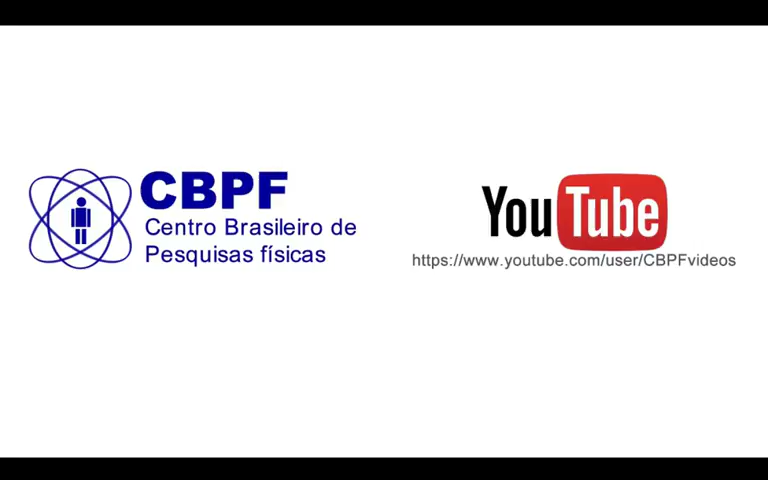 CBPF
Centro Brasileiro de
Pesquisas físicas
YouTube
https://www.youtube.com/user/CBPFvideos